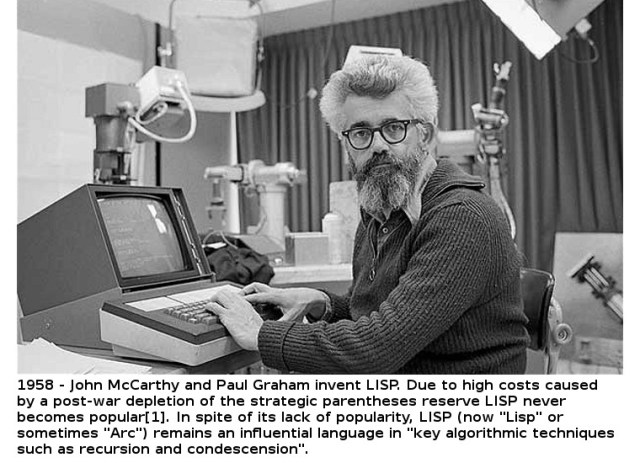 1958 - John McCarthy and Paul Graham invent LISP. Due to high costs caused
by a post-war depletion of the strategic parentheses reserve LISP never
becomes popular[1]. In spite of its lack of popularity, LISP (now "Lisp" or
sometimes "Arc") remains an influential language in "key algorithmic techniques
such as recursion and condescension".